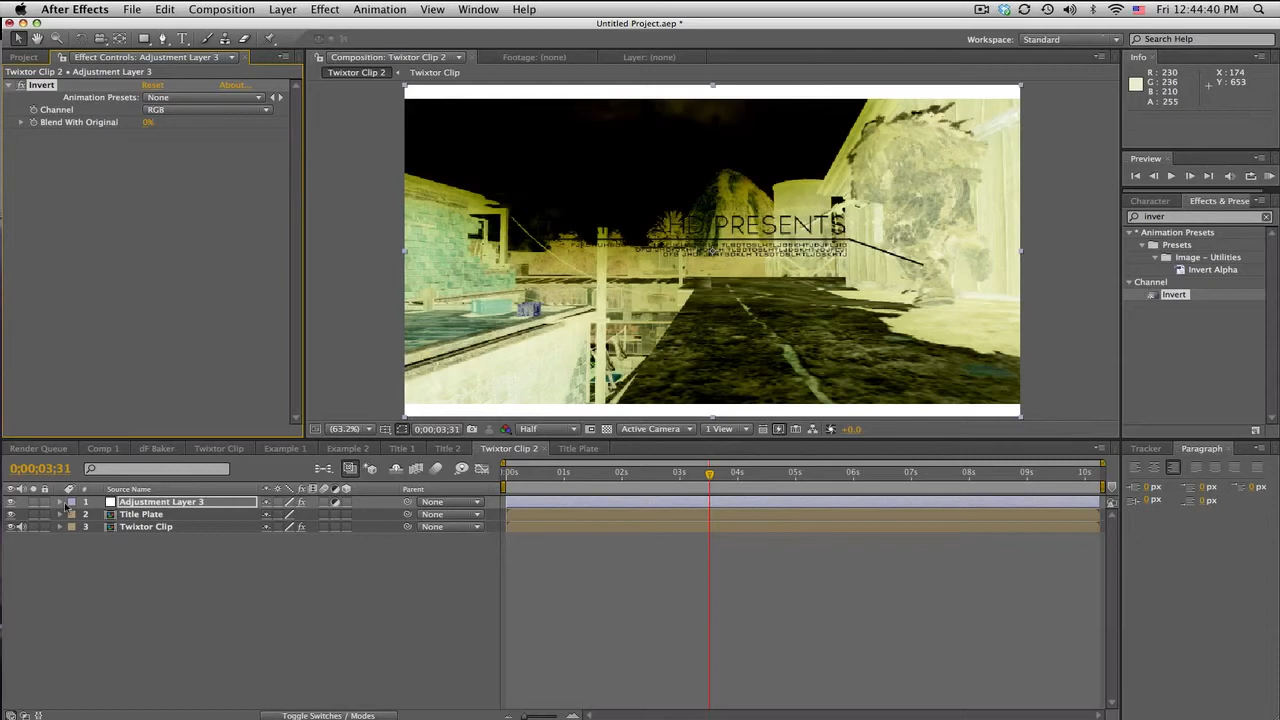 After Effects File Edit Composition Layer Effect Animation View Window Help Fri 12:44:40 PM
Untitled Project.aep *
Workspace: Standard Search Help
Project Effect Controls: Adjustment Layer 3 Composition: Twixtor Clip 2 Footage: (none) Layer: (none) Info
Twixtor Clip 2 • Adjustment Layer 3 Twixtor Clip 2 Twixtor Clip
Invert Reset About...
Animation Presets: None
Channel RGB
Blend With Original 0%
R: 230 X: 174
G: 236 Y: 653
B: 210
A: 255
Preview
Character Effects & Prese
inver
* Animation Presets
Presets
Image - Utilities
Invert Alpha
Channel
Invert
AHD PRESENTS
(63.2%) 0;00;03;31 Half Active Camera 1 View +0.0
Render Queue Comp 1 dF Baker Twixtor Clip Example 1 Example 2 Title 1 Title 2 Twixtor Clip 2 Title Plate
Tracker Paragraph
0;00;03;31
:00s 01s 02s 03s 04s 05s 06s 07s 08s 09s 10s
# Source Name Parent
1 Adjustment Layer 3 fx None
2 Title Plate None
3 Twixtor Clip None
0 px 0 px 0 px
0 px 0 px
Toggle Switches / Modes